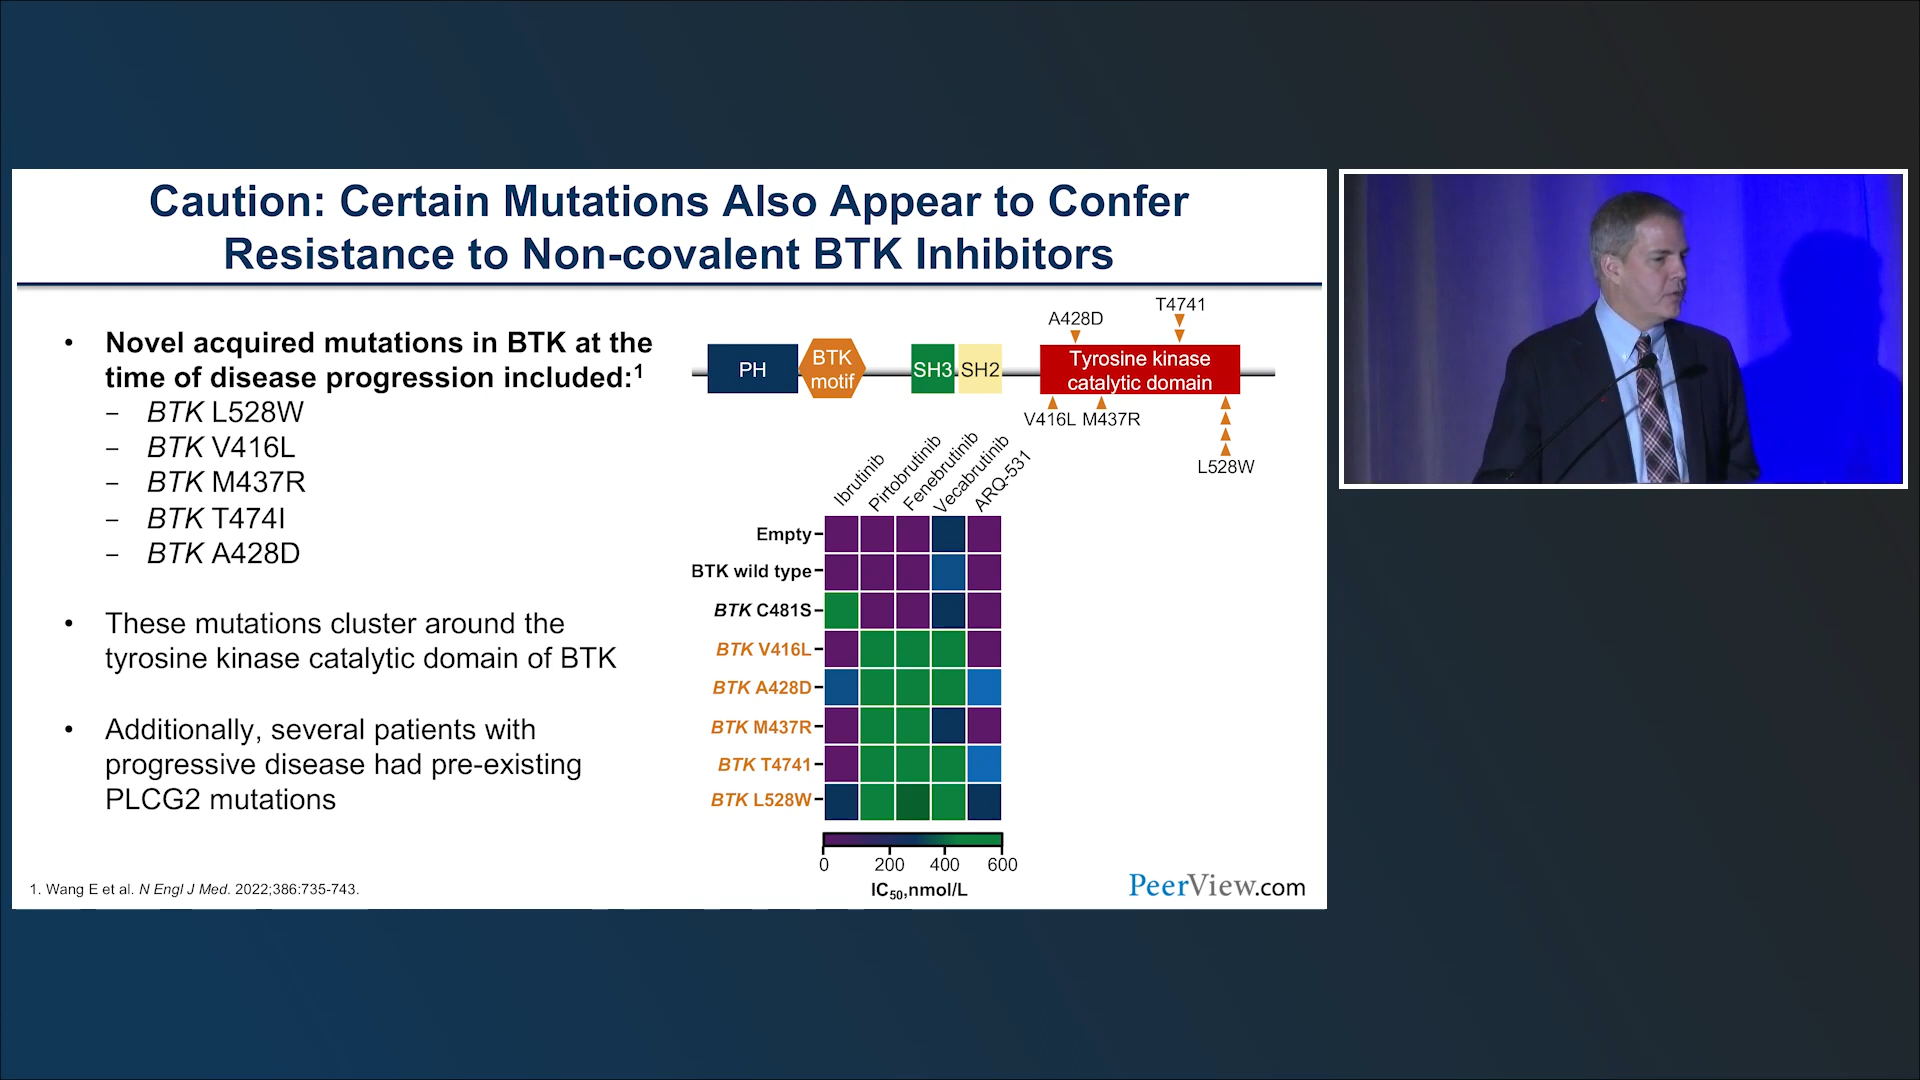 Caution: Certain Mutations Also Appear to Confer
Resistance to Non-covalent BTK Inhibitors
• Novel acquired mutations in BTK at the
time of disease progression included:1
– BTK L528W
– BTK V416L
– BTK M437R
– BTK T474I
– BTK A428D
• These mutations cluster around the
tyrosine kinase catalytic domain of BTK
• Additionally, several patients with
progressive disease had pre-existing
PLCG2 mutations
A428D
T4741
PH
BTK
motif
SH3
SH2
Tyrosine kinase
catalytic domain
V416L
M437R
L528W
Ibrutinib
Pirtobrutinib
Fenebrutinib
Vecabrutinib
ARQ-531
Empty
BTK wild type
BTK C481S
BTK V416L
BTK A428D
BTK M437R
BTK T4741
BTK L528W
0 200 400 600
IC50,nmol/L
1. Wang E et al. N Engl J Med. 2022;386:735-743.
PeerView.com